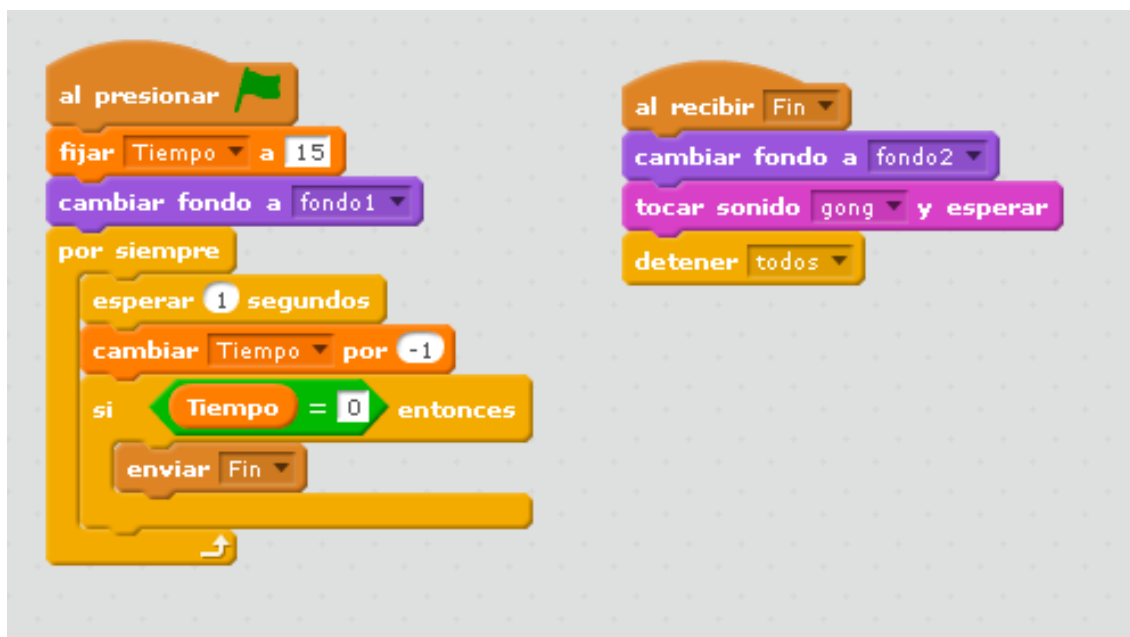 al presionar
fijar Tiempo a 15
cambiar fondo a fondo1
por siempre
esperar 1 segundos
cambiar Tiempo por -1
si Tiempo = 0 entonces
enviar Fin
al recibir Fin
cambiar fondo a fondo2
tocar sonido gong y esperar
detener todos